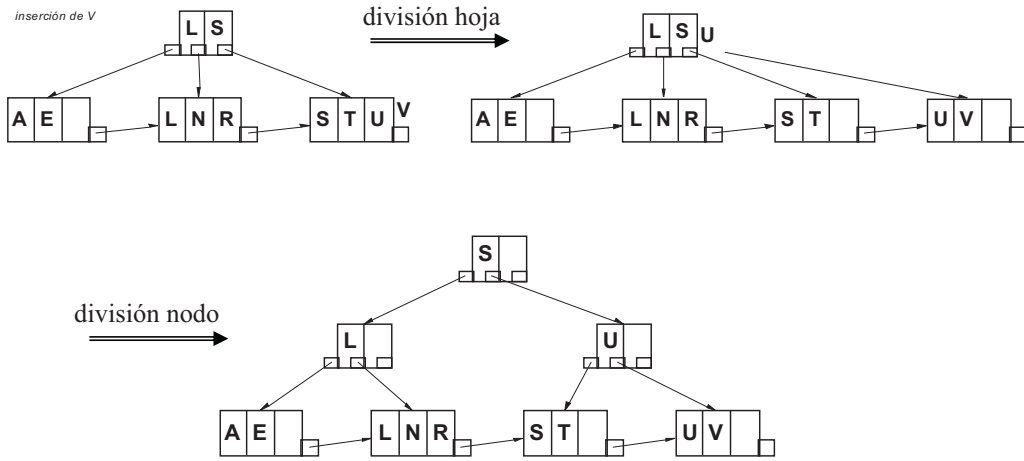 inserción de V
división hoja
L S
L S U
A E
L N R
S T U V
A E
L N R
S T
U V
S
división nodo
L
U
A E
L N R
S T
U V